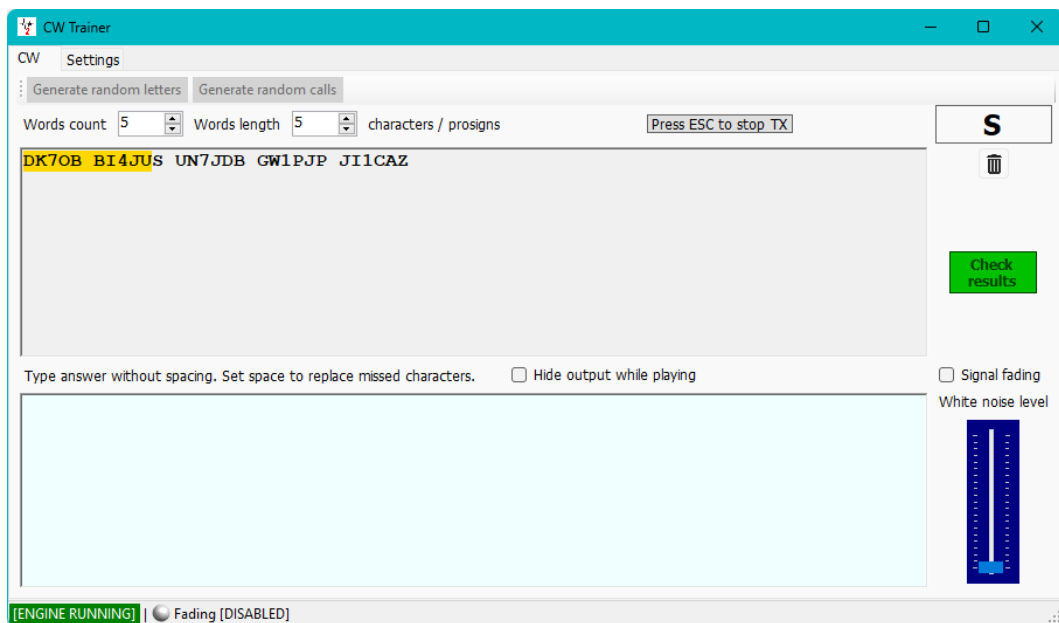 CW Trainer
CW Settings
Generate random letters Generate random calls
Words count 5 Words length 5 characters / prosigns Press ESC to stop TX S
DK7OB BI4JUS UN7JDB GW1PJP JI1CAZ
Check
results
Type answer without spacing. Set space to replace missed characters. Hide output while playing Signal fading
White noise level
[ENGINE RUNNING] | Fading [DISABLED]